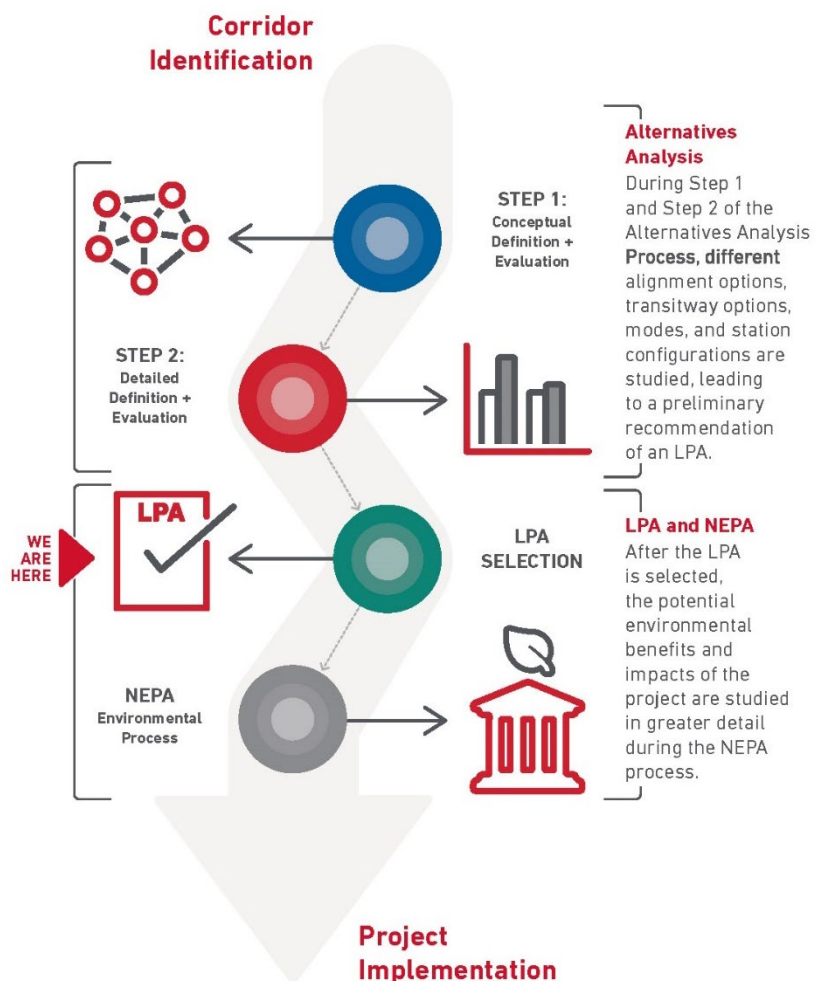 Corridor
Identification
STEP 1:
Conceptual
Definition +
Evaluation
Alternatives
Analysis
During Step 1
and Step 2 of the
Alternatives Analysis
Process, different
alignment options,
transitway options,
modes, and station
configurations are
studied, leading
to a preliminary
recommendation
of an LPA.
STEP 2:
Detailed
Definition +
Evaluation
WE
ARE
HERE
LPA
LPA
SELECTION
LPA and NEPA
After the LPA
is selected,
the potential
environmental
benefits and
impacts of the
project are studied
in greater detail
during the NEPA
process.
NEPA
Environmental
Process
Project
Implementation